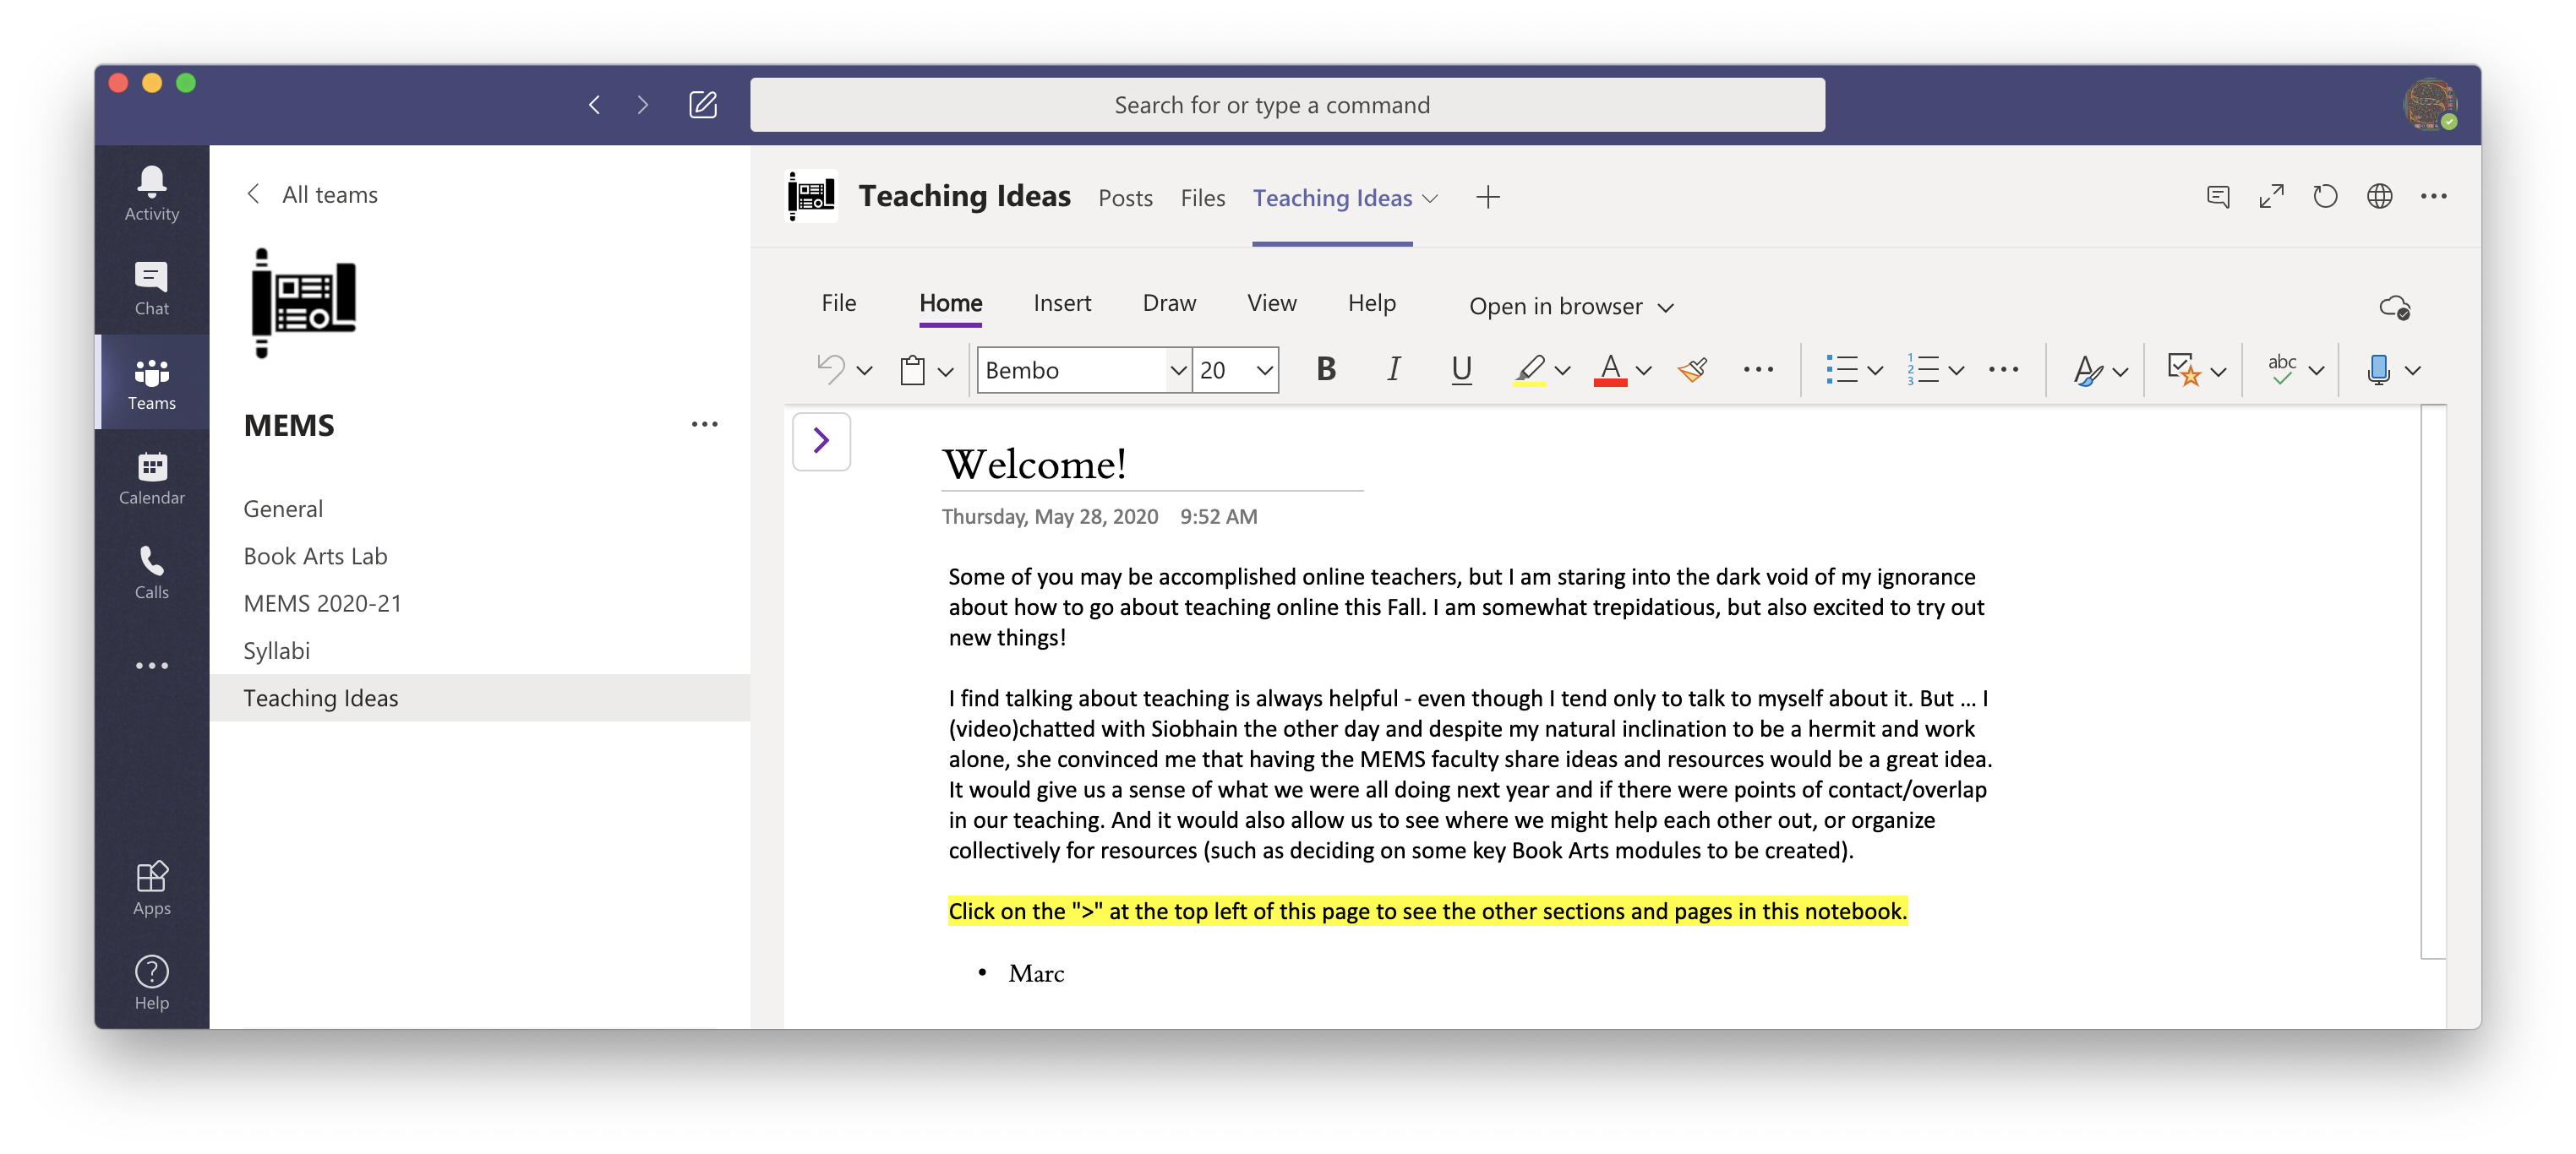 Search for or type a command
Activity
Chat
Teams
Calendar
Calls
Apps
Help
All teams
MEMS
General
Book Arts Lab
MEMS 2020-21
Syllabi
Teaching Ideas
Teaching Ideas Posts Files Teaching Ideas
File Home Insert Draw View Help Open in browser
Bembo 20 B I U A 1 2 3 A abc
Welcome!
Thursday, May 28, 2020 9:52 AM
Some of you may be accomplished online teachers, but I am staring into the dark void of my ignorance
about how to go about teaching online this Fall. I am somewhat trepidatious, but also excited to try out
new things!
I find talking about teaching is always helpful - even though I tend only to talk to myself about it. But ... I
(video)chatted with Siobhain the other day and despite my natural inclination to be a hermit and work
alone, she convinced me that having the MEMS faculty share ideas and resources would be a great idea.
It would give us a sense of what we were all doing next year and if there were points of contact/overlap
in our teaching. And it would also allow us to see where we might help each other out, or organize
collectively for resources (such as deciding on some key Book Arts modules to be created).
Click on the ">" at the top left of this page to see the other sections and pages in this notebook.
• Marc